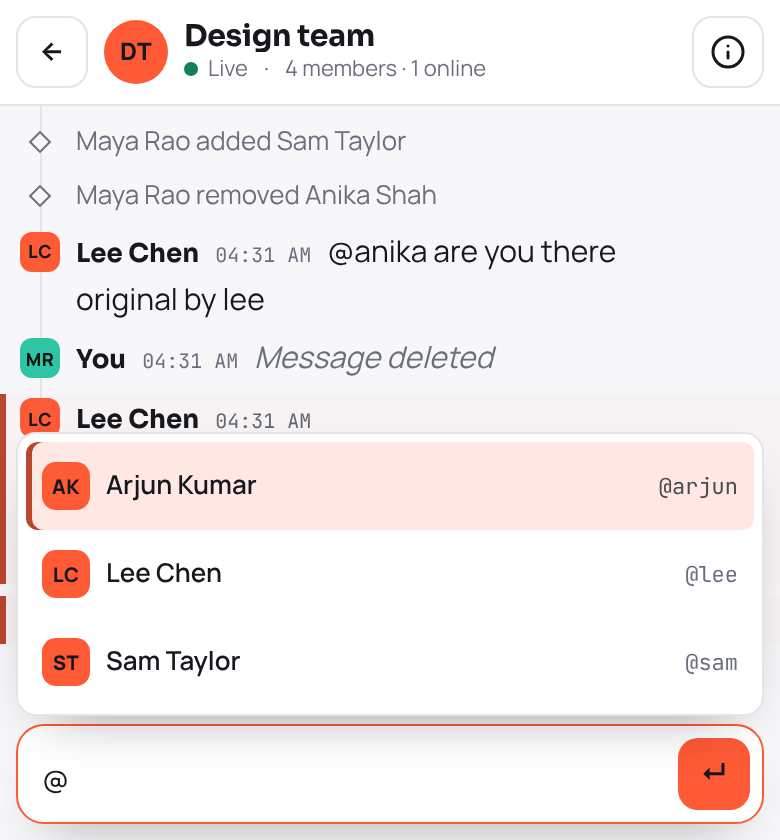 DT
Design team
Live · 4 members · 1 online
Maya Rao added Sam Taylor
Maya Rao removed Anika Shah
LC Lee Chen 04:31 AM @anika are you there
original by lee
MR You 04:31 AM Message deleted
LC Lee Chen 04:31 AM
AK Arjun Kumar @arjun
LC Lee Chen @lee
ST Sam Taylor @sam
@